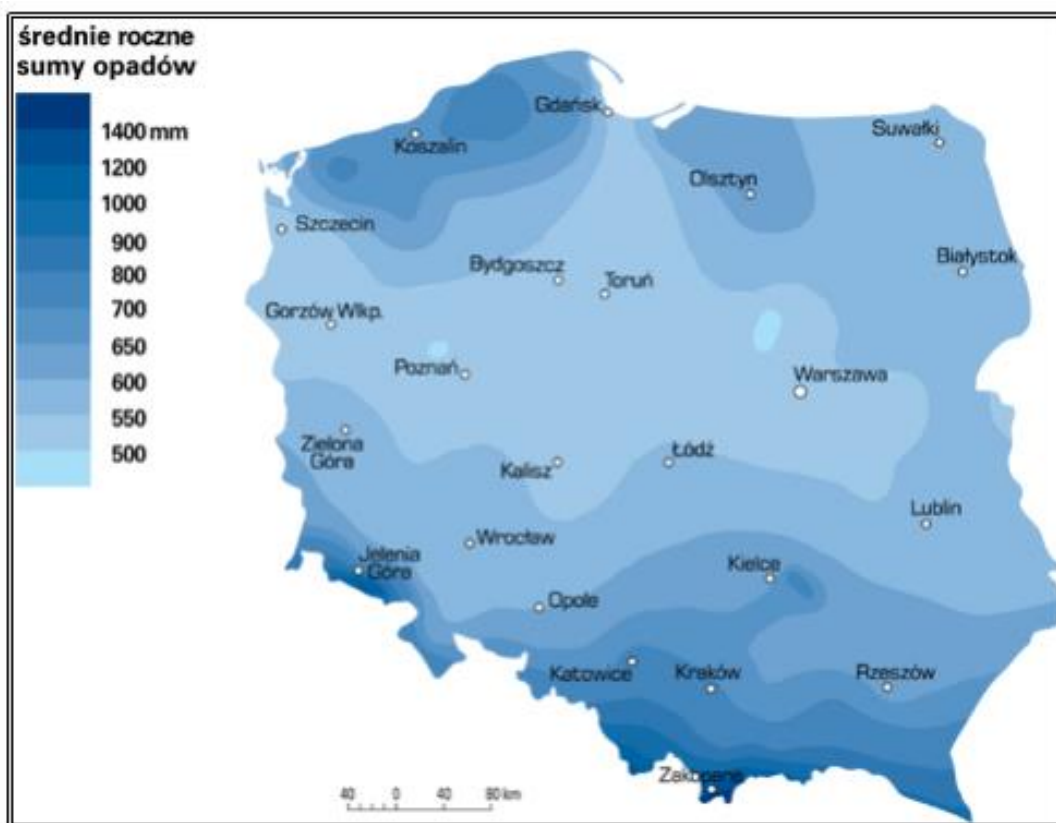 średnie roczne
sumy opadów
1400 mm
1200
1000
900
800
700
650
600
550
500
Gdańsk
Suwałki
Koszalin
Olsztyn
Szczecin
Białystok
Bydgoszcz
Toruń
Gorzów Wlkp.
Poznań
Warszawa
Zielona
Góra
Kalisz
Łódź
Lublin
Wrocław
Jelenia
Góra
Kielce
Opole
Katowice
Kraków
Rzeszów
Zakopane
40 0 40 80 km